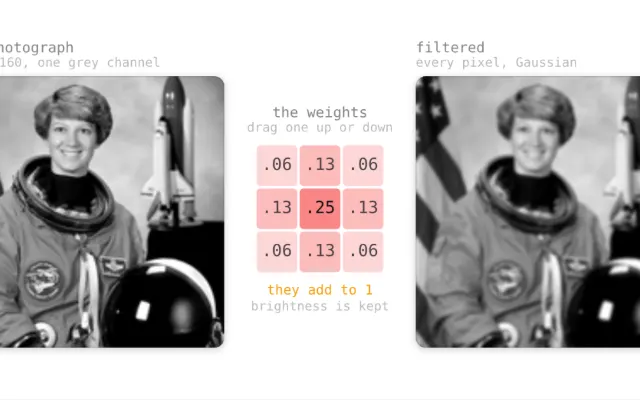 hotograph
160, one grey channel
the weights
drag one up or down
.06 .13 .06
.13 .25 .13
.06 .13 .06
they add to 1
brightness is kept
filtered
every pixel, Gaussian